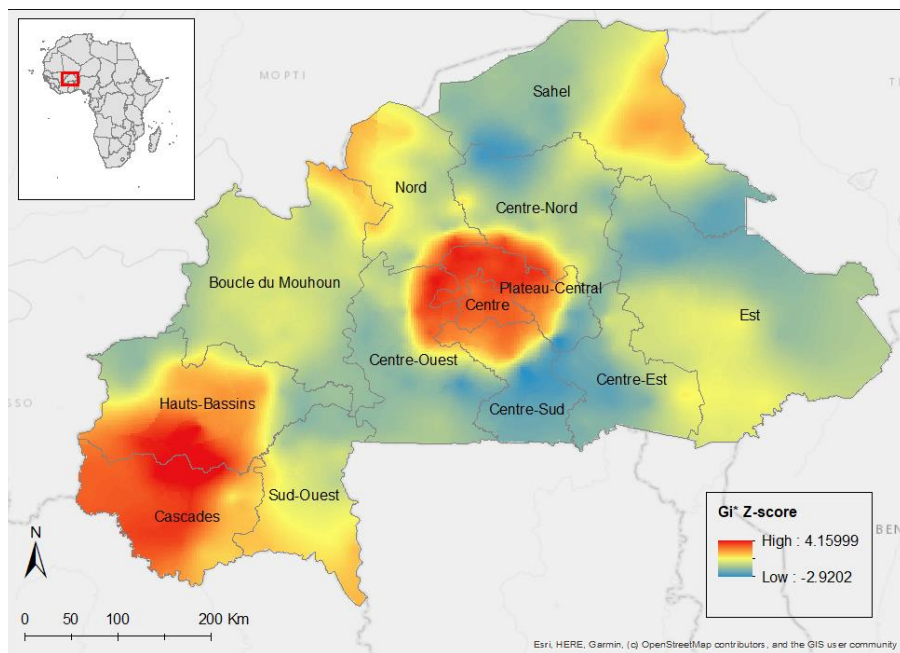 MOPTI
TI
Sahel
Nord
Centre-Nord
Boucle du Mouhoun
Plateau-Central
Centre
Est
Centre-Ouest
Centre-Est
SSO
Hauts-Bassins
Centre-Sud
Sud-Ouest
Cascades
Gi* Z-score
High : 4.15999
Low : -2.9202
BEN
N
0 50 100 200 Km
Esri, HERE, Garmin, (c) OpenStreetMap contributors, and the GIS user community